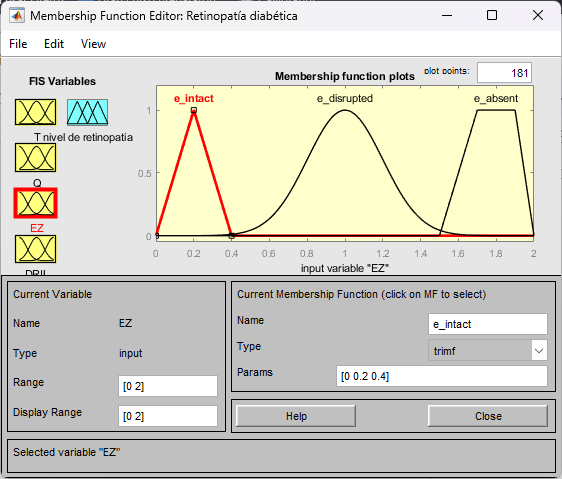 Membership Function Editor: Retinopatía diabética
File Edit View
FIS Variables
T nivel de retinopatia
Q
EZ
DRIL
Membership function plots
plot points: 181
e_intact e_disrupted e_absent
1
0.5
0
0 0.2 0.4 0.6 0.8 1 1.2 1.4 1.6 1.8 2
input variable "EZ"
Current Variable
Name EZ
Type input
Range [0 2]
Display Range [0 2]
Current Membership Function (click on MF to select)
Name e_intact
Type trimf
Params [0 0.2 0.4]
Help Close
Selected variable "EZ"